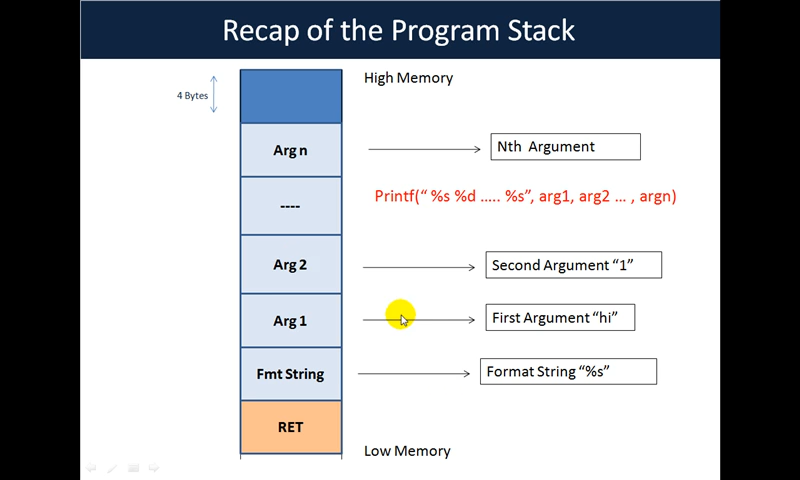 Recap of the Program Stack
High Memory
4 Bytes
Arg n
Nth  Argument
Printf(“ %s %d ..... %s”, arg1, arg2 ... , argn)
----
Arg 2
Second Argument “1”
Arg 1
First Argument “hi”
Fmt String
Format String “%s”
RET
Low Memory